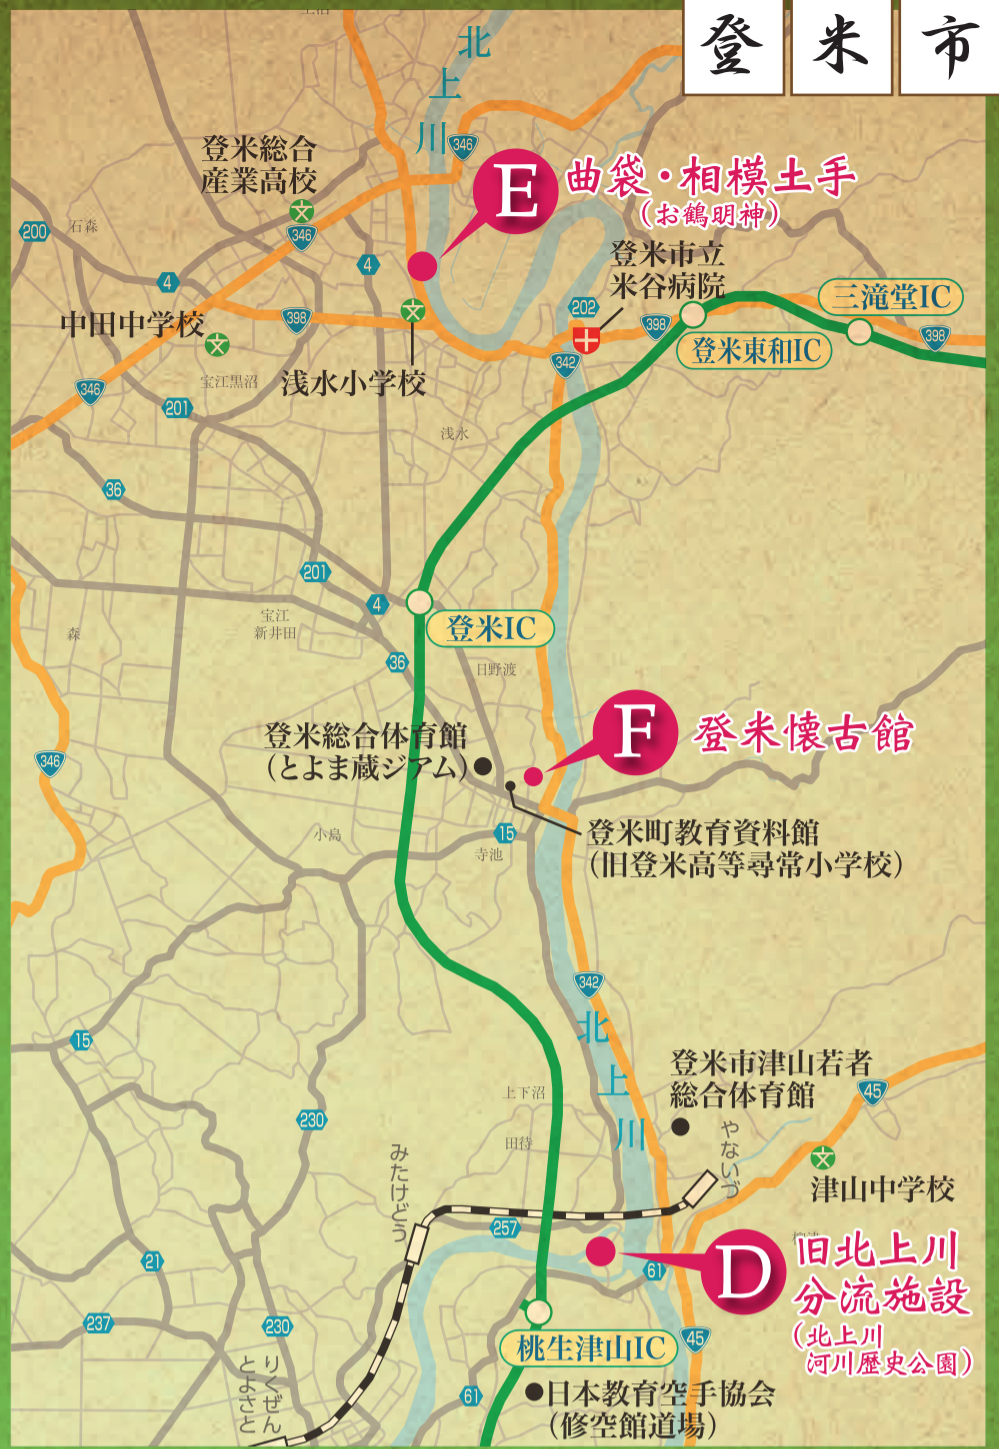 登米市
北上川
346
E
曲袋・相模土手
（お鶴明神）
登米総合
産業高校
346
200
石森
4
4
登米市立
米谷病院
202
三滝堂IC
398
398
398
登米東和IC
342
中田中学校
宝江黒沼
浅水小学校
346
201
浅水
36
201
4
宝江
新井田
登米IC
森
36
日野渡
346
F
登米懐古館
登米総合体育館
（とよま蔵ジアム）
小島
15
寺池
登米町教育資料館
（旧登米高等尋常小学校）
342
北上川
15
登米市津山若者
総合体育館
45
上下沼
230
田待
やないづ
みたけどう
津山中学校
257
21
61
D
旧北上川
分流施設
（北上川
河川歴史公園）
237
230
桃生津山IC
45
りくぜん
とよさと
61
日本教育空手協会
（修空館道場）